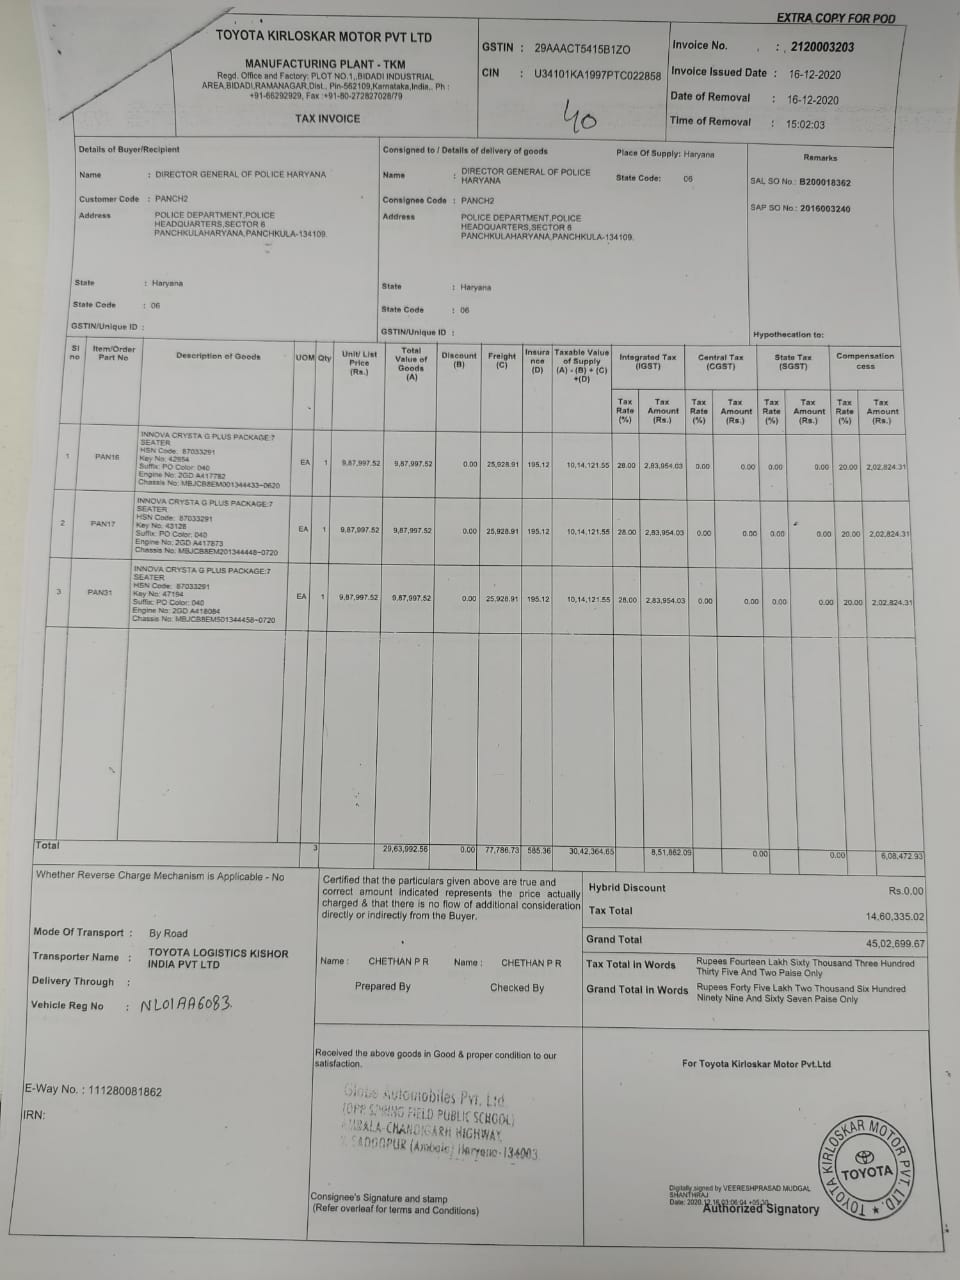 EXTRA COPY FOR POD
TOYOTA KIRLOSKAR MOTOR PVT LTD
MANUFACTURING PLANT - TKM
Regd. Office and Factory: PLOT NO.1,,BIDADI INDUSTRIAL
AREA,BIDADI,RAMANAGAR,Dist., Pin-562109,Karnataka,India,. Ph :
+91-66292929, Fax :+91-80-272827028/79
TAX INVOICE
GSTIN : 29AAACT5415B1ZO
CIN : U34101KA1997PTC022858
40
Invoice No. : 2120003203
Invoice Issued Date : 16-12-2020
Date of Removal : 16-12-2020
Time of Removal : 15:02:03
Details of Buyer/Recipient
Name : DIRECTOR GENERAL OF POLICE HARYANA
Customer Code : PANCH2
Address POLICE DEPARTMENT,POLICE
HEADQUARTERS,SECTOR 6
PANCHKULAHARYANA,PANCHKULA-134109.
State : Haryana
State Code : 06
GSTIN/Unique ID :
Consigned to / Details of delivery of goods
Name : DIRECTOR GENERAL OF POLICE
HARYANA
Consignee Code : PANCH2
Address POLICE DEPARTMENT,POLICE
HEADQUARTERS,SECTOR 6
PANCHKULAHARYANA,PANCHKULA-134109.
State : Haryana
State Code : 06
GSTIN/Unique ID :
Place Of Supply: Haryana
State Code: 06
Remarks
SAL SO No.: B200018362
SAP SO No.: 2016003240
Hypothecation to:
Sl no Item/Order Part No Description of Goods UOM Qty Unit/ List Price (Rs.) Total Value of Goods (A) Discount (B) Freight (C) Insura nce (D) Taxable Value of Supply (A) - (B) + (C) +(D) Integrated Tax (IGST) Central Tax (CGST) State Tax (SGST) Compensation cess
Tax Rate (%) Tax Amount (Rs.) Tax Rate (%) Tax Amount (Rs.) Tax Rate (%) Tax Amount (Rs.) Tax Rate (%) Tax Amount (Rs.)
INNOVA CRYSTA G PLUS PACKAGE:7
SEATER
HSN Code: 87033291
Key No: 42954
Suffix: PO Color: 040
Engine No: 2GD A417782
Chassis No: MBJCB8EM001344433-0620
1 PAN16 EA 1 9,87,997.52 9,87,997.52 0.00 25,928.91 195.12 10,14,121.55 28.00 2,83,954.03 0.00 0.00 0.00 0.00 20.00 2,02,824.31
INNOVA CRYSTA G PLUS PACKAGE:7
SEATER
HSN Code: 87033291
Key No: 43128
Suffix: PO Color: 040
Engine No: 2GD A417873
Chassis No: MBJCB8EM201344448-0720
2 PAN17 EA 1 9,87,997.52 9,87,997.52 0.00 25,928.91 195.12 10,14,121.55 28.00 2,83,954.03 0.00 0.00 0.00 0.00 20.00 2,02,824.31
INNOVA CRYSTA G PLUS PACKAGE:7
SEATER
HSN Code: 87033291
Key No: 47194
Suffix: PO Color: 040
Engine No: 2GD A418084
Chassis No: MBJCB8EM501344458-0720
3 PAN31 EA 1 9,87,997.52 9,87,997.52 0.00 25,928.91 195.12 10,14,121.55 28.00 2,83,954.03 0.00 0.00 0.00 0.00 20.00 2,02,824.31
Total 3 29,63,992.56 0.00 77,786.73 585.36 30,42,364.65 8,51,862.09 0.00 0.00 6,08,472.93
Whether Reverse Charge Mechanism is Applicable - No
Mode Of Transport : By Road
Transporter Name : TOYOTA LOGISTICS KISHOR
INDIA PVT LTD
Delivery Through :
Vehicle Reg No : NL01AA6083
E-Way No. : 111280081862
IRN:
Certified that the particulars given above are true and
correct amount indicated represents the price actually
charged & that there is no flow of additional consideration
directly or indirectly from the Buyer.
Name : CHETHAN P R Name : CHETHAN P R
Prepared By Checked By
Hybrid Discount Rs.0.00
Tax Total 14,60,335.02
Grand Total 45,02,699.67
Tax Total in Words Rupees Fourteen Lakh Sixty Thousand Three Hundred
Thirty Five And Two Paise Only
Grand Total in Words Rupees Forty Five Lakh Two Thousand Six Hundred
Ninety Nine And Sixty Seven Paise Only
Received the above goods in Good & proper condition to our
satisfaction.
Globe Automobiles Pvt. Ltd.
(OPP. SPRING FIELD PUBLIC SCHOOL)
AMBALA-CHANDIGARH HIGHWAY,
SADDOPUR (Ambala) Haryana-134003
Consignee's Signature and stamp
(Refer overleaf for terms and Conditions)
For Toyota Kirloskar Motor Pvt.Ltd
Digitally signed by VEERESHPRASAD MUDGAL
SHANTHRAJ
Date: 2020.12.16 03:06:04 +05:30
Authorized Signatory
TOYOTA KIRLOSKAR MOTOR PVT. LTD.
TOYOTA